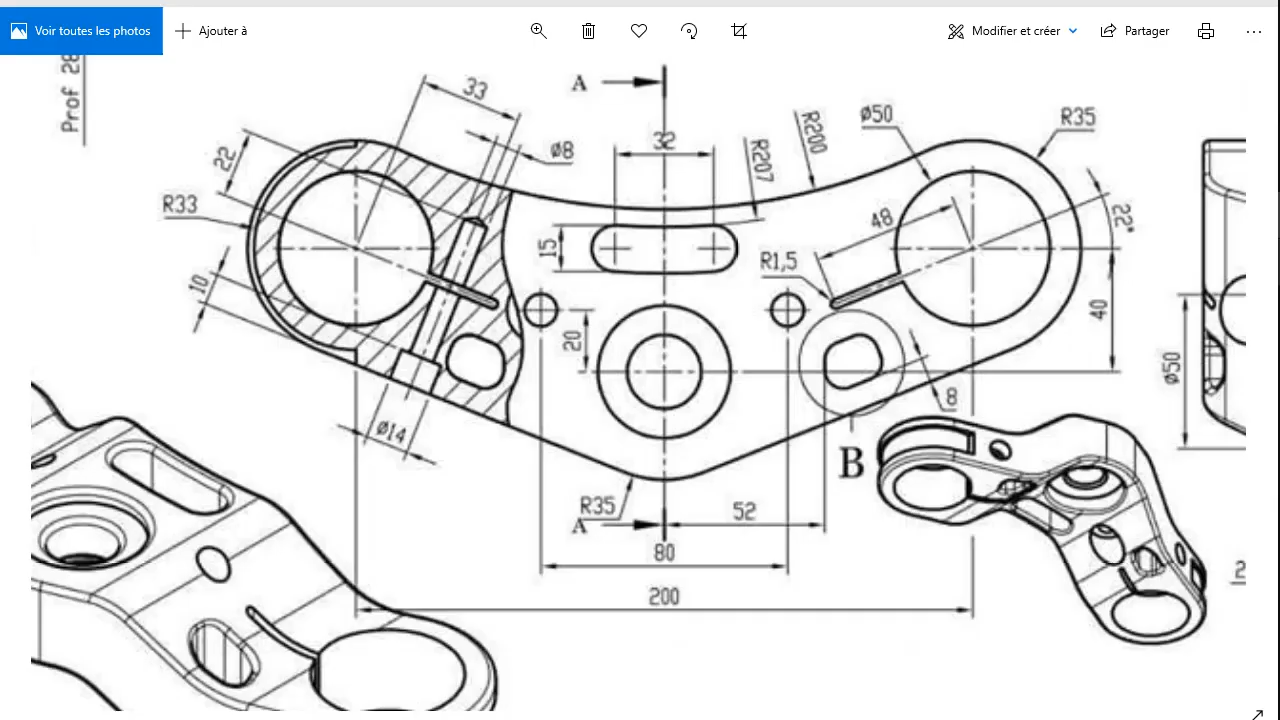 Voir toutes les photos
Ajouter à
Modifier et créer
Partager
Prof 28
A
33
Ø8
22
R33
10
Ø14
32
R207
R200
Ø50
R35
15
48
R1,5
22°
40
20
8
Ø50
B
R35
A
52
80
200
2